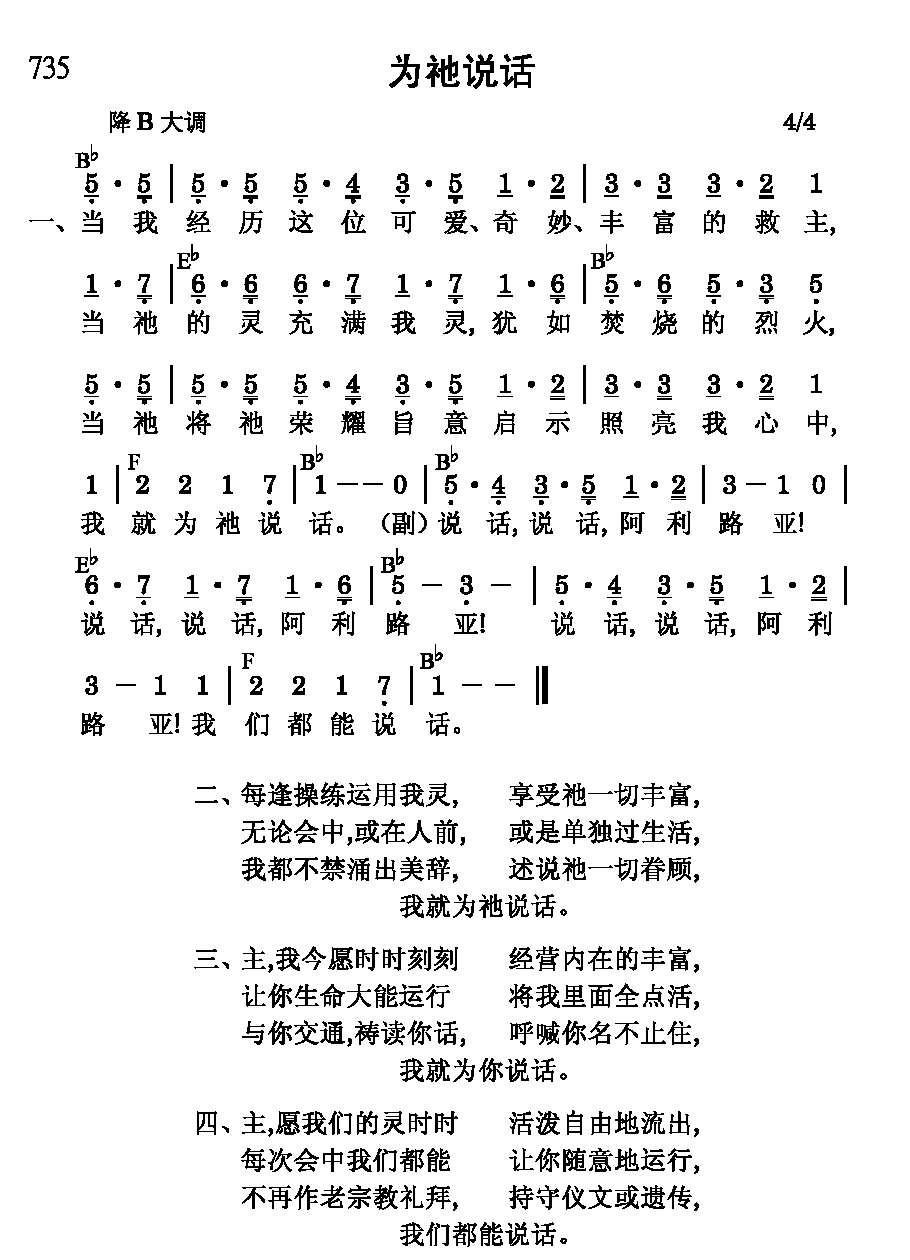 735
为祂说话
降B大调 4/4
B♭
5·5 | 5·5 5·4 3·5 1·2 | 3·3 3·2 1
一、当我经历这位可爱、奇妙、丰富的救主,
E♭ B♭
1·7 | 6·6 6·7 1·7 1·6 | 5·6 5·3 5
当祂的灵充满我灵,犹如焚烧的烈火,
5·5 | 5·5 5·4 3·5 1·2 | 3·3 3·2 1
当祂将祂荣耀旨意启示照亮我心中,
F B♭ B♭
1 | 2 2 1 7 | 1 — — 0 | 5·4 3·5 1·2 | 3 — 1 0 |
我就为祂说话。(副)说话,说话,阿利路亚!
E♭ B♭
6·7 1·7 1·6 | 5 — 3 — | 5·4 3·5 1·2 |
说话,说话,阿利路亚! 说话,说话,阿利
F B♭
3 — 1 1 | 2 2 1 7 | 1 — — ‖
路亚!我们都能说话。
二、每逢操练运用我灵, 享受祂一切丰富,
无论会中,或在人前, 或是单独过生活,
我都不禁涌出美辞, 述说祂一切眷顾,
我就为祂说话。
三、主,我今愿时时刻刻 经营内在的丰富,
让你生命大能运行 将我里面全点活,
与你交通,祷读你话, 呼喊你名不止住,
我就为你说话。
四、主,愿我们的灵时时 活泼自由地流出,
每次会中我们都能 让你随意地运行,
不再作老宗教礼拜, 持守仪文或遗传,
我们都能说话。